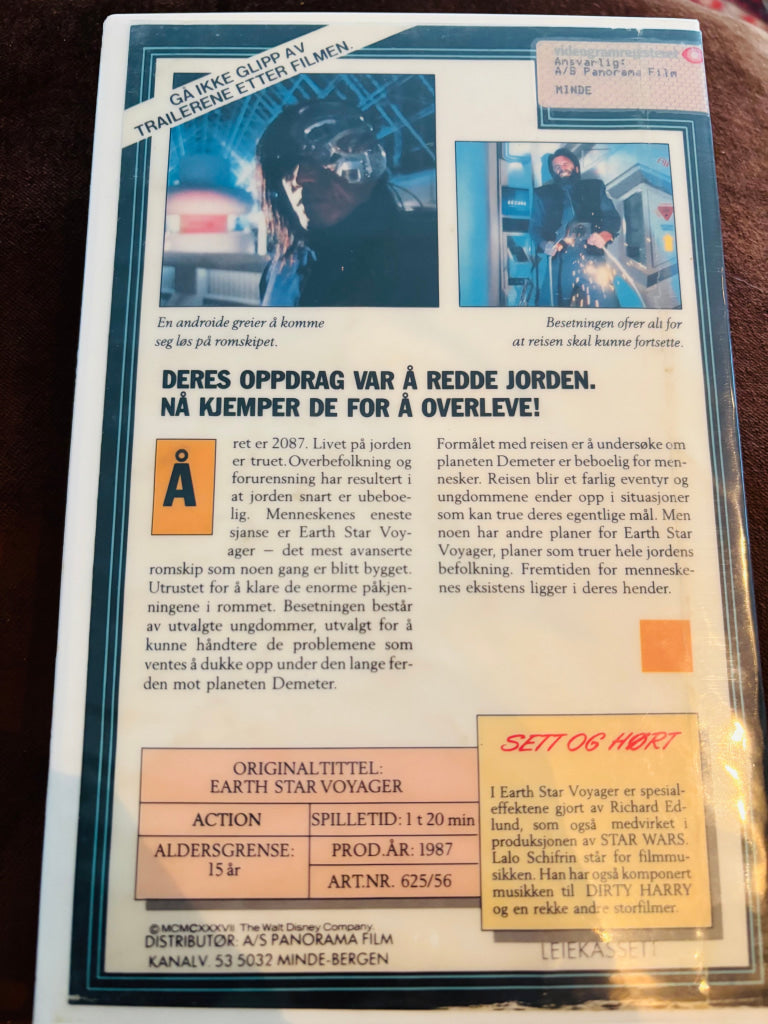 GÅ IKKE GLIPP AV
TRAILERENE ETTER FILMEN.
videogramregisteret
Ansvarlig:
A/S Panorama Film
MINDE
En androide greier å komme
seg løs på romskipet.
Besetningen ofrer alt for
at reisen skal kunne fortsette.
DERES OPPDRAG VAR Å REDDE JORDEN.
NÅ KJEMPER DE FOR Å OVERLEVE!
Året er 2087. Livet på jorden
er truet. Overbefolkning og
forurensning har resultert i
at jorden snart er ubeboe-
lig. Menneskenes eneste
sjanse er Earth Star Voy-
ager – det mest avanserte
romskip som noen gang er blitt bygget.
Utrustet for å klare de enorme påkjen-
ningene i rommet. Besetningen består
av utvalgte ungdommer, utvalgt for å
kunne håndtere de problemene som
ventes å dukke opp under den lange fer-
den mot planeten Demeter.
Formålet med reisen er å undersøke om
planeten Demeter er beboelig for men-
nesker. Reisen blir et farlig eventyr og
ungdommene ender opp i situasjoner
som kan true deres egentlige mål. Men
noen har andre planer for Earth Star
Voyager, planer som truer hele jordens
befolkning. Fremtiden for menneske-
nes eksistens ligger i deres hender.
ORIGINALTITTEL:
EARTH STAR VOYAGER
ACTION
SPILLETID: 1 t 20 min
ALDERSGRENSE:
15 år
PROD.ÅR: 1987
ART.NR. 625/56
SETT OG HØRT
I Earth Star Voyager er spesial-
effektene gjort av Richard Ed-
lund, som også medvirket i
produksjonen av STAR WARS.
Lalo Schifrin står for filmmu-
sikken. Han har også komponert
musikken til DIRTY HARRY
og en rekke andre storfilmer.
© MCMCXXXVII The Walt Disney Company.
DISTRIBUTØR: A/S PANORAMA FILM
KANALV. 53 5032 MINDE-BERGEN
LEIEKASSETT